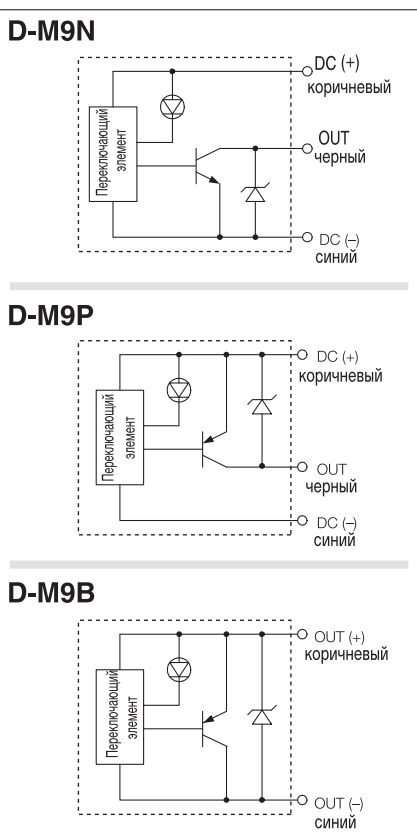 D-M9N
DC (+)
коричневый
Переключающий
элемент
OUT
черный
DC (–)
синий
D-M9P
DC (+)
коричневый
Переключающий
элемент
OUT
черный
DC (–)
синий
D-M9B
OUT (+)
коричневый
Переключающий
элемент
OUT (–)
синий